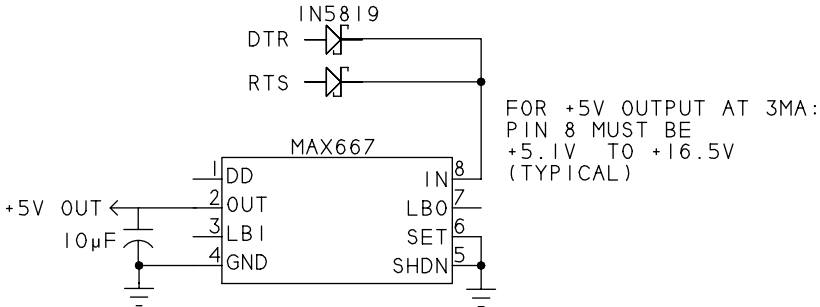 IN5819
DTR
RTS
FOR +5V OUTPUT AT 3MA:
PIN 8 MUST BE
+5.1V TO +16.5V
(TYPICAL)
MAX667
1 DD
IN 8
+5V OUT
2 OUT
LBO 7
10µF
3 LBI
SET 6
4 GND
SHDN 5